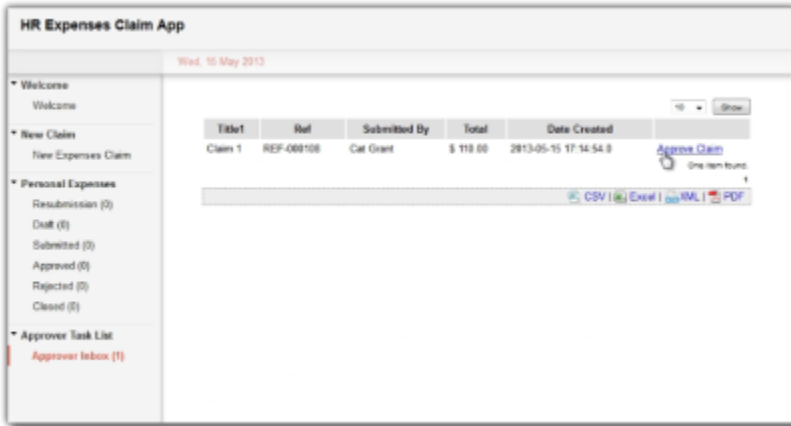 HR Expenses Claim App
Wed, 15 May 2013
Welcome
Welcome
New Claim
New Expenses Claim
Personal Expenses
Resubmission (0)
Draft (0)
Submitted (0)
Approved (0)
Rejected (0)
Closed (0)
Approver Task List
Approver Inbox (1)
10 Show
Title1 Ref Submitted By Total Date Created
Claim 1 REF-000108 Cat Grant $ 110.00 2013-05-15 17:14:54.0 Approve Claim
One item found.
1
CSV | Excel | XML | PDF